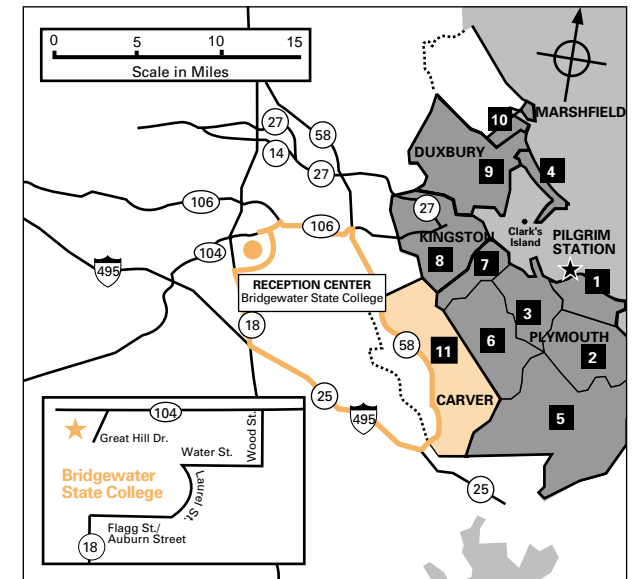 0 5 10 15
Scale in Miles
10
MARSHFIELD
27
58
14
DUXBURY
27
9
4
106
27
106
Clark's
Island
PILGRIM
STATION
104
KINGSTON
8
7
1
495
RECEPTION CENTER
Bridgewater State College
18
3
58
11
6
PLYMOUTH
2
25
495
CARVER
5
25
104
Great Hill Dr.
Wood St.
Water St.
Bridgewater
State College
Laurel St.
Flagg St./
Auburn Street
18